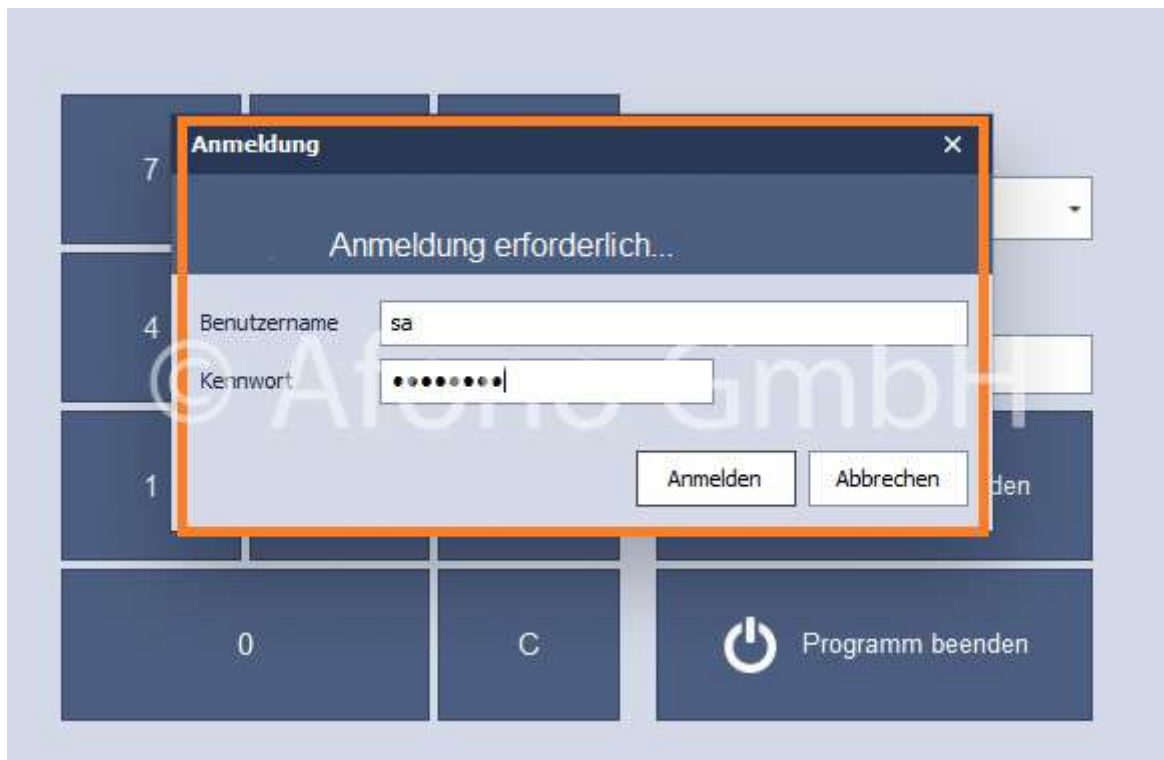 Anmeldung
7
Anmeldung erforderlich...
4
Benutzername sa
© Afono GmbH
Kennwort
1
Anmelden Abbrechen
den
0 C Programm beenden